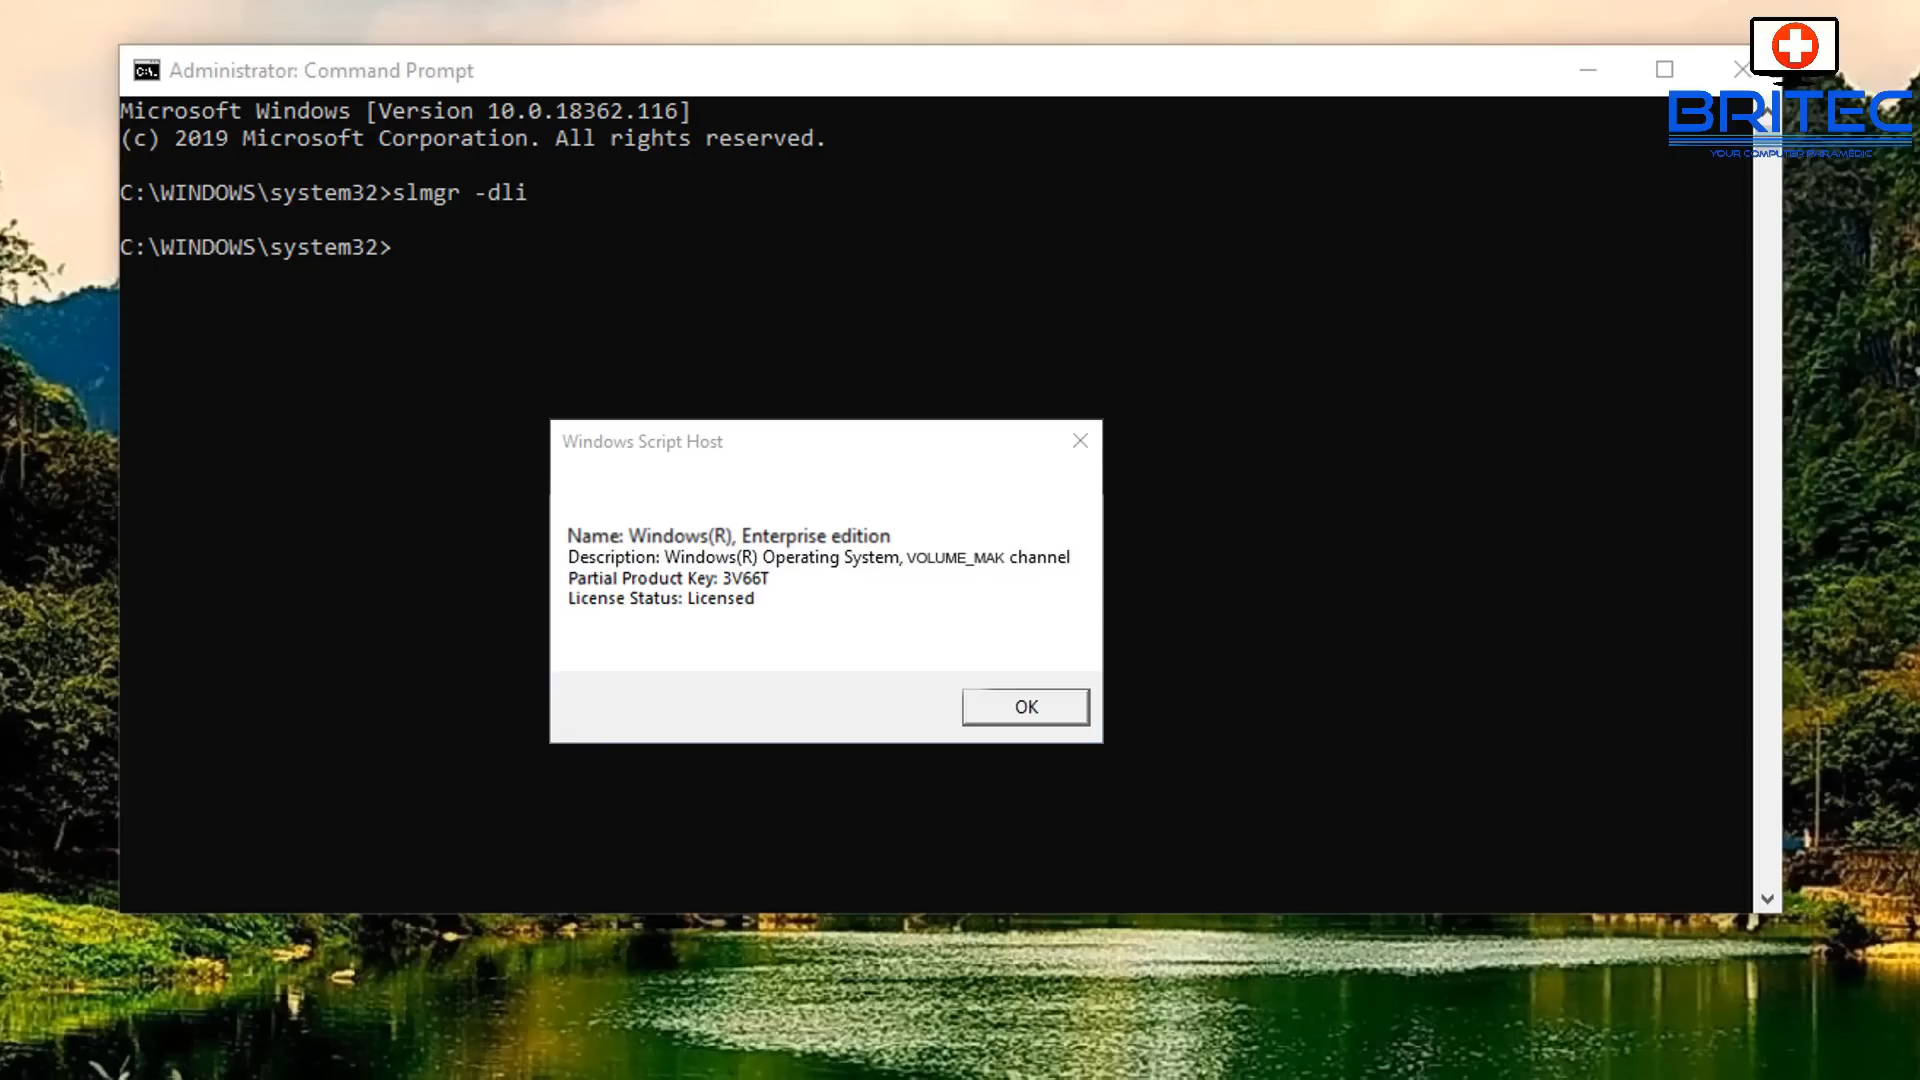 Administrator: Command Prompt
BRITEC
YOUR COMPUTER PARAMEDIC
Microsoft Windows [Version 10.0.18362.116]
(c) 2019 Microsoft Corporation. All rights reserved.
C:\WINDOWS\system32>slmgr -dli
C:\WINDOWS\system32>
Windows Script Host
Name: Windows(R), Enterprise edition
Description: Windows(R) Operating System, VOLUME_MAK channel
Partial Product Key: 3V66T
License Status: Licensed
OK